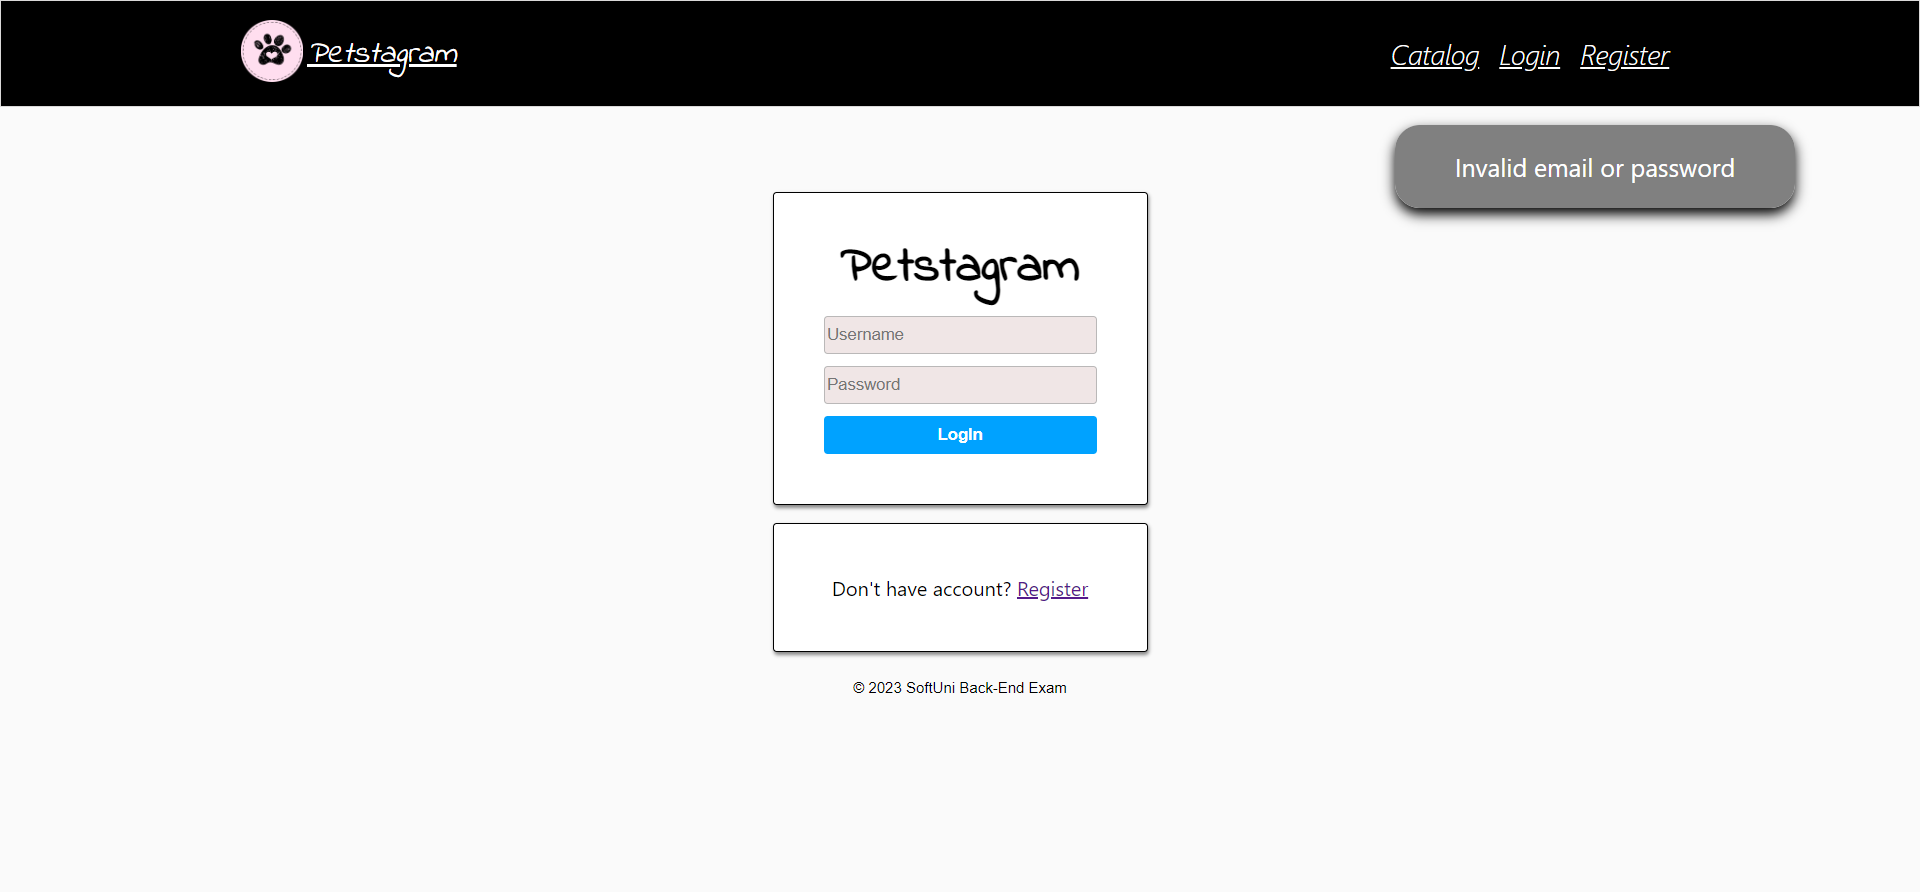 Petstagram
Catalog Login Register
Invalid email or password
Petstagram
Username
Password
LogIn
Don't have account? Register
© 2023 SoftUni Back-End Exam